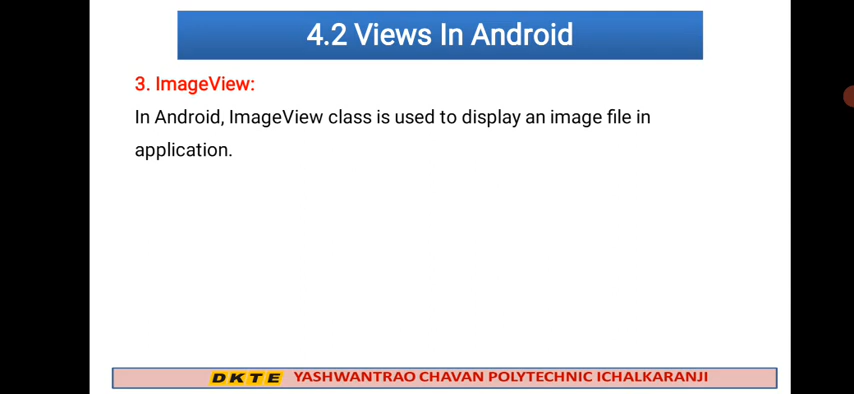 4.2 Views In Android
3. ImageView:
In Android, ImageView class is used to display an image file in
application.
DKTE YASHWANTRAO CHAVAN POLYTECHNIC ICHALKARANJI